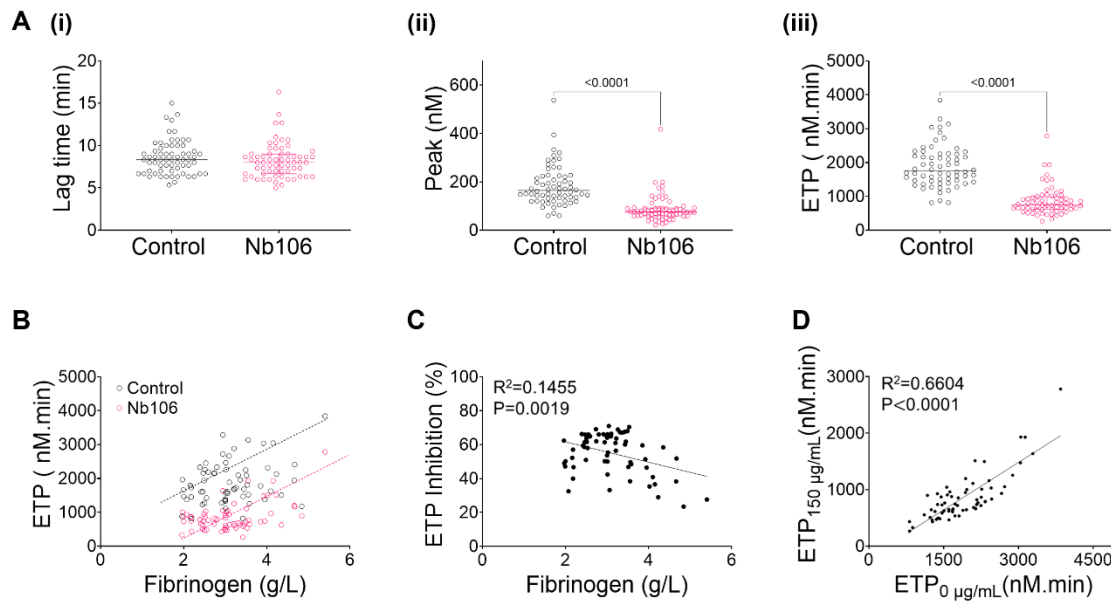 A (i) (ii) (iii)
Lag time (min)
20
15
10
5
0
Control Nb106
Peak (nM)
600
400
200
0
<0.0001
Control Nb106
ETP ( nM.min)
5000
4000
3000
2000
1000
0
<0.0001
Control Nb106
B
ETP ( nM.min)
5000
4000
3000
2000
1000
0
Control
Nb106
0 2 4 6
Fibrinogen (g/L)
C
ETP Inhibition (%)
100
80
60
40
20
0
R²=0.1455
P=0.0019
0 2 4 6
Fibrinogen (g/L)
D
ETP150 µg/mL(nM.min)
3000
2000
1000
0
R²=0.6604
P<0.0001
0 1500 3000 4500
ETP0 µg/mL(nM.min)